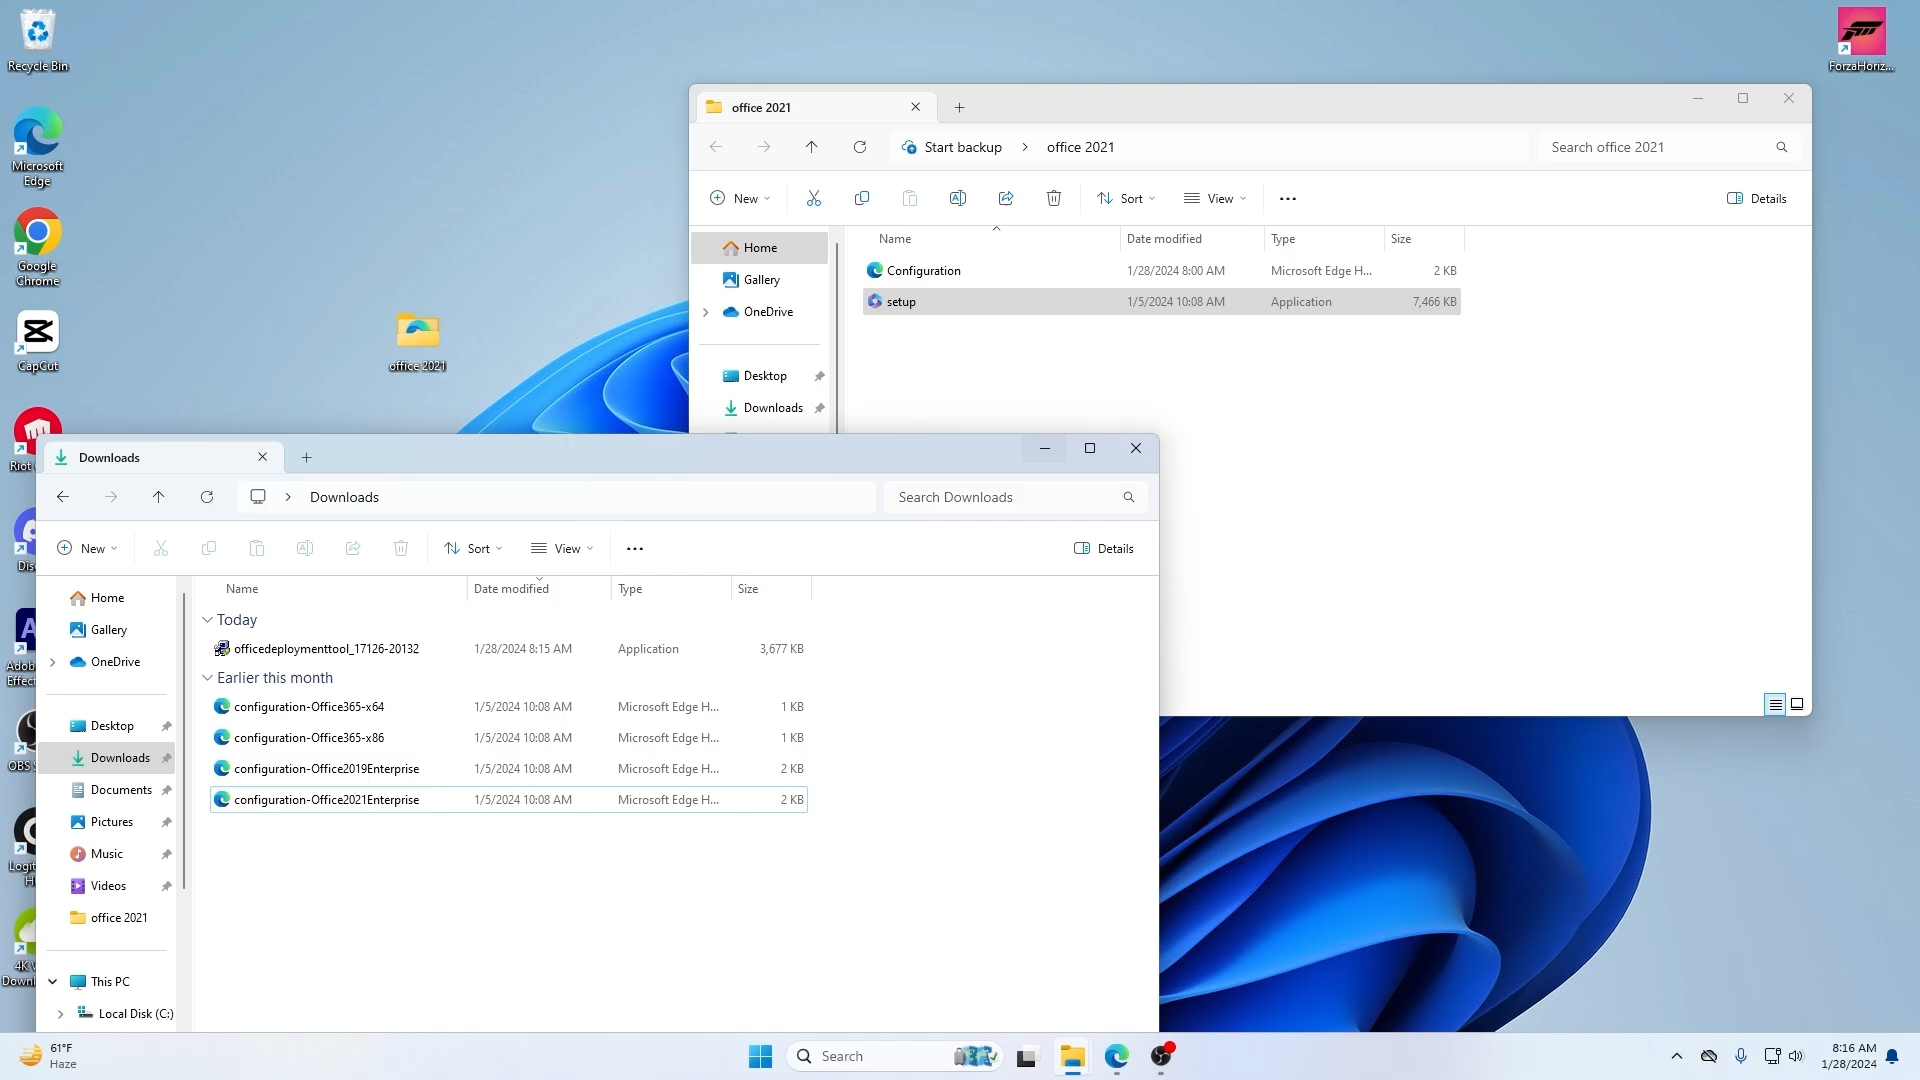 Recycle Bin
Microsoft
Edge
Google
Chrome
CapCut
Riot
Dis
Adob
Effec
OBS S
Logit
H
4K V
Downl
office 2021
ForzaHoriz...
office 2021
Start backup > office 2021
Search office 2021
New
Sort
View
Details
Home
Gallery
OneDrive
Desktop
Downloads
Name Date modified Type Size
Configuration 1/28/2024 8:00 AM Microsoft Edge H... 2 KB
setup 1/5/2024 10:08 AM Application 7,466 KB
Downloads
Downloads
Search Downloads
New
Sort
View
Details
Home
Gallery
OneDrive
Desktop
Downloads
Documents
Pictures
Music
Videos
office 2021
This PC
Local Disk (C:)
Name Date modified Type Size
Today
officedeploymenttool_17126-20132 1/28/2024 8:15 AM Application 3,677 KB
Earlier this month
configuration-Office365-x64 1/5/2024 10:08 AM Microsoft Edge H... 1 KB
configuration-Office365-x86 1/5/2024 10:08 AM Microsoft Edge H... 1 KB
configuration-Office2019Enterprise 1/5/2024 10:08 AM Microsoft Edge H... 2 KB
configuration-Office2021Enterprise 1/5/2024 10:08 AM Microsoft Edge H... 2 KB
61°F
Haze
Search
8:16 AM
1/28/2024